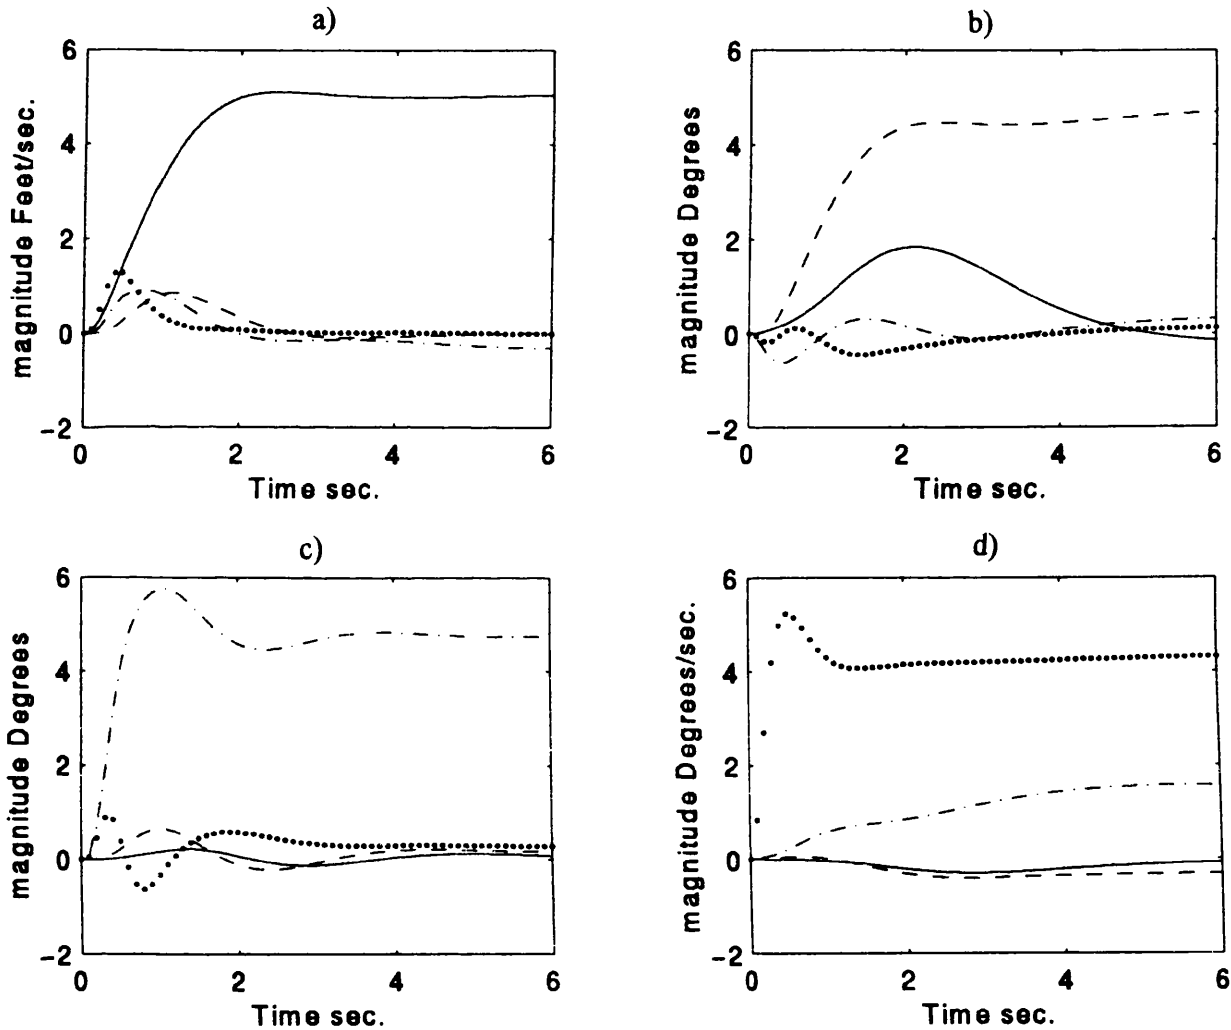 a)
6
4
2
0
-2
magnitude Feet/sec.
0 2 4 6
Time sec.
b)
6
4
2
0
-2
magnitude Degrees
0 2 4 6
Time sec.
c)
6
4
2
0
-2
magnitude Degrees
0 2 4 6
Time sec.
d)
6
4
2
0
-2
magnitude Degrees/sec.
0 2 4 6
Time sec.